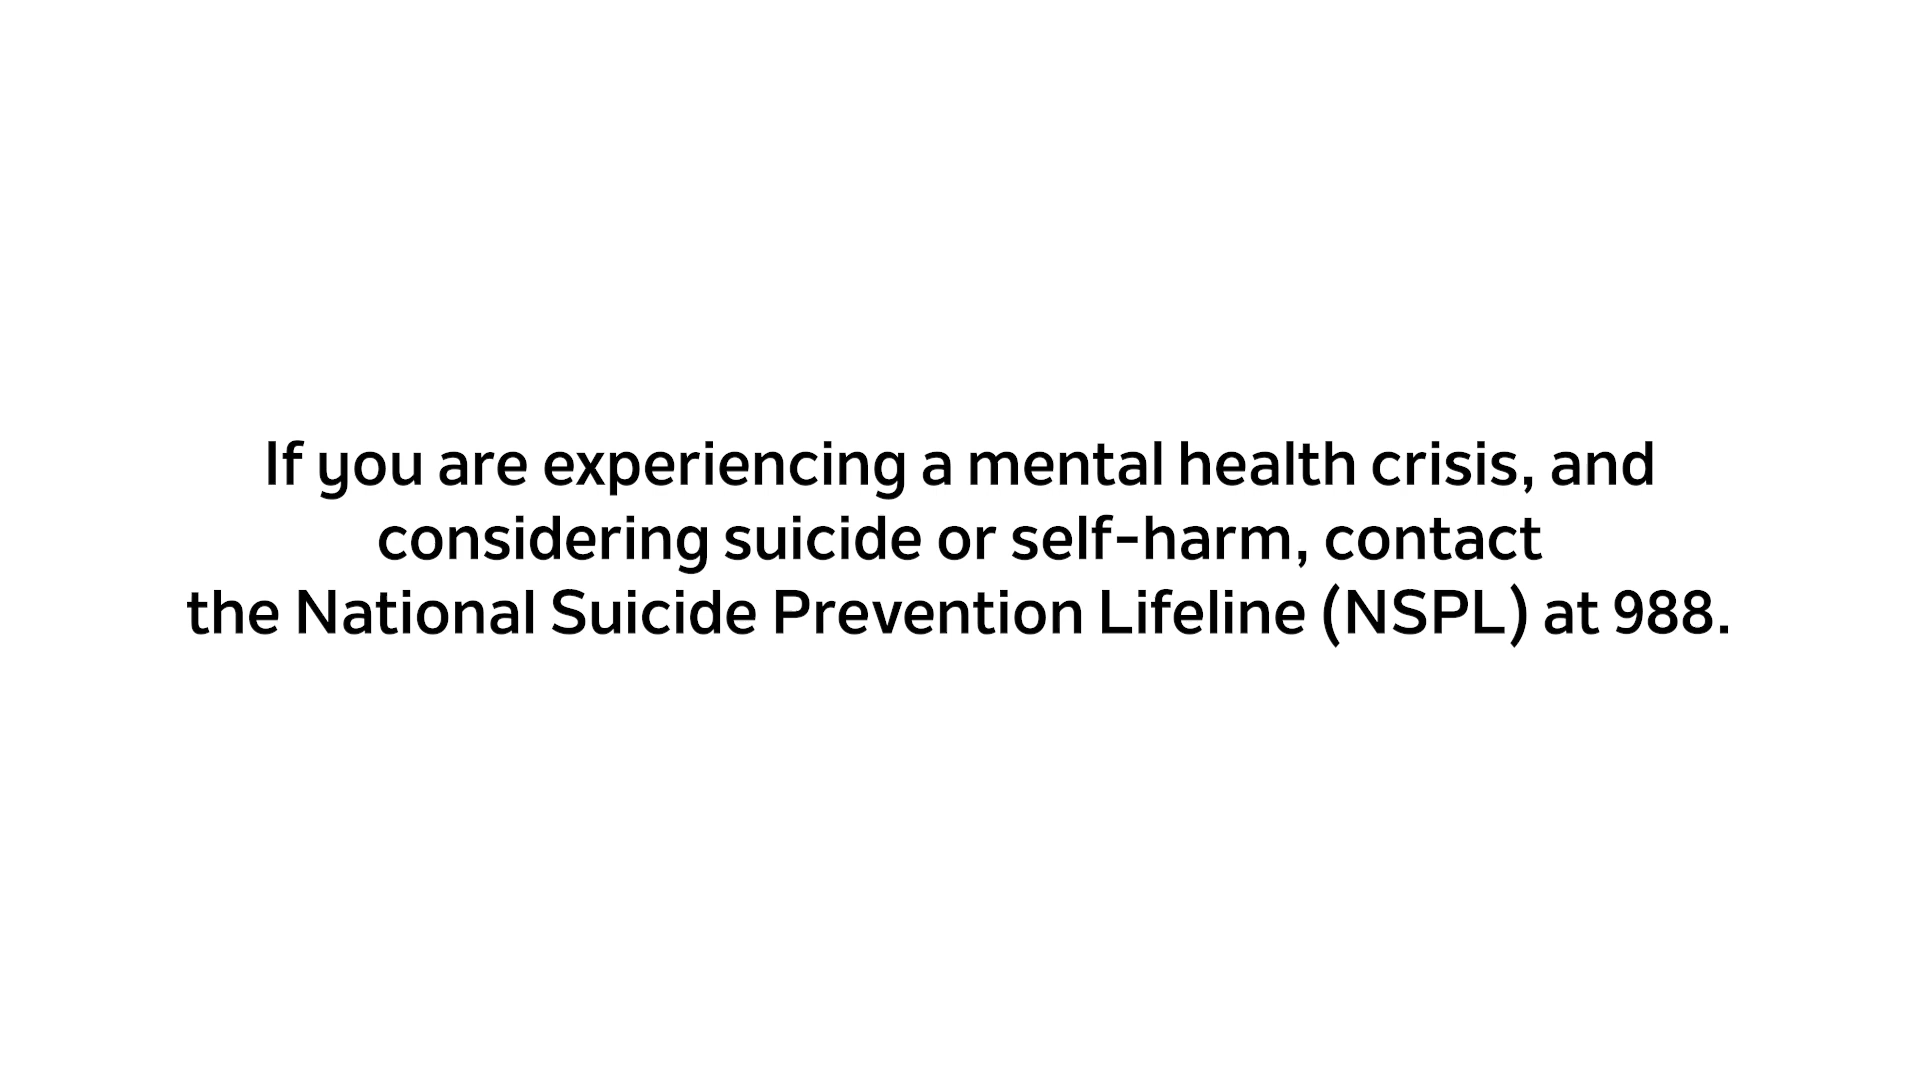 If you are experiencing a mental health crisis, and
considering suicide or self-harm, contact
the National Suicide Prevention Lifeline (NSPL) at 988.